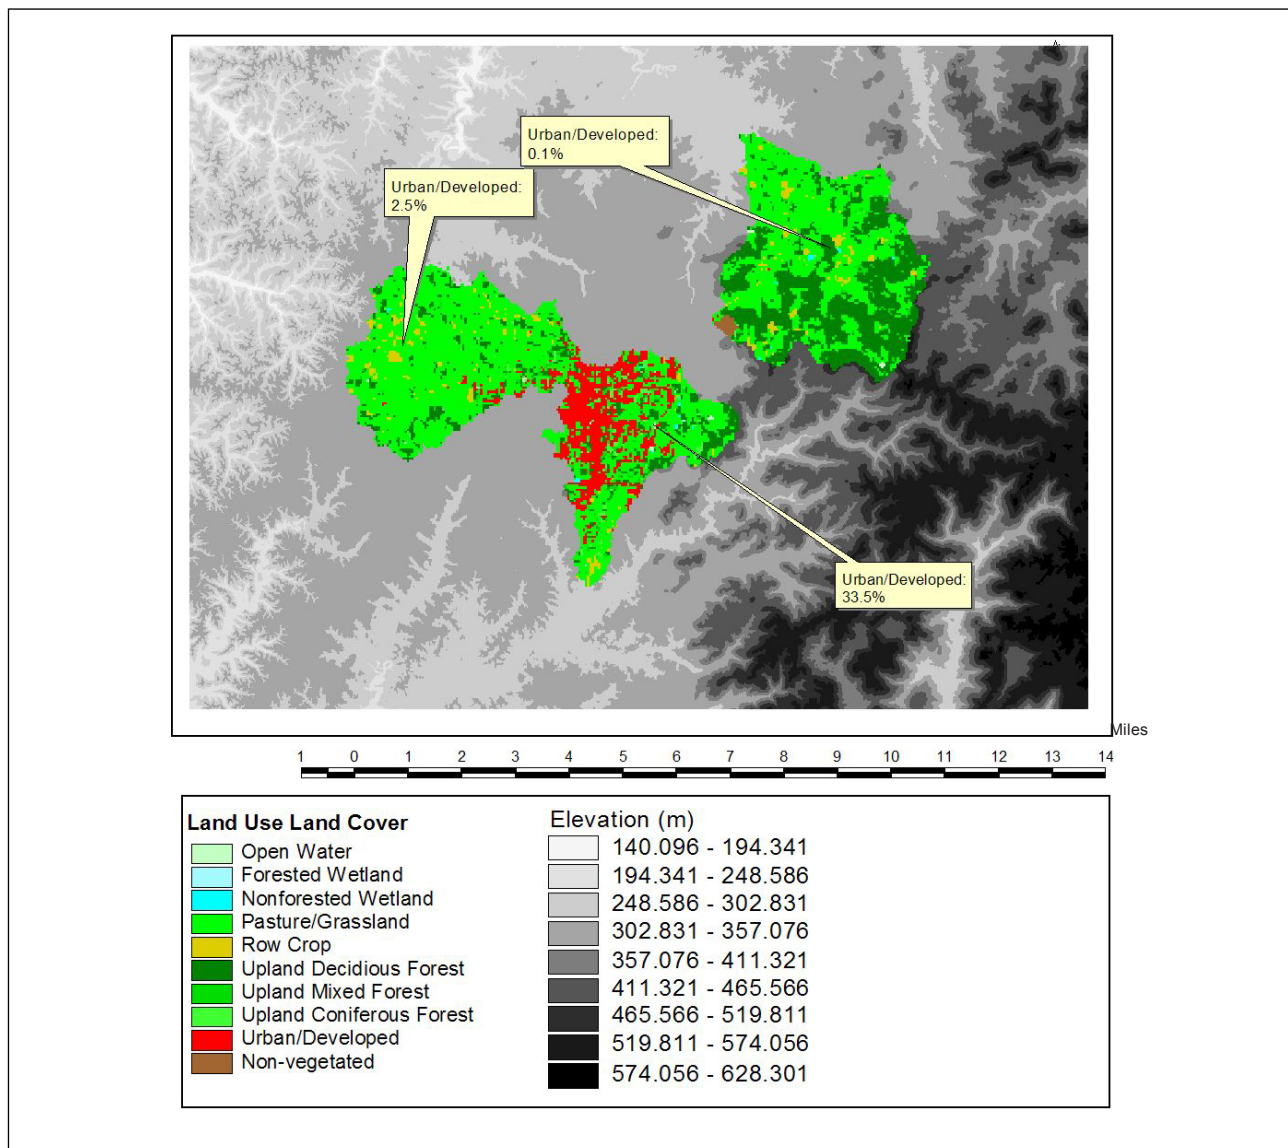 Urban/Developed:
0.1%
Urban/Developed:
2.5%
Urban/Developed:
33.5%
Miles
1 0 1 2 3 4 5 6 7 8 9 10 11 12 13 14
Land Use Land Cover
Open Water
Forested Wetland
Nonforested Wetland
Pasture/Grassland
Row Crop
Upland Decidious Forest
Upland Mixed Forest
Upland Coniferous Forest
Urban/Developed
Non-vegetated
Elevation (m)
140.096 - 194.341
194.341 - 248.586
248.586 - 302.831
302.831 - 357.076
357.076 - 411.321
411.321 - 465.566
465.566 - 519.811
519.811 - 574.056
574.056 - 628.301